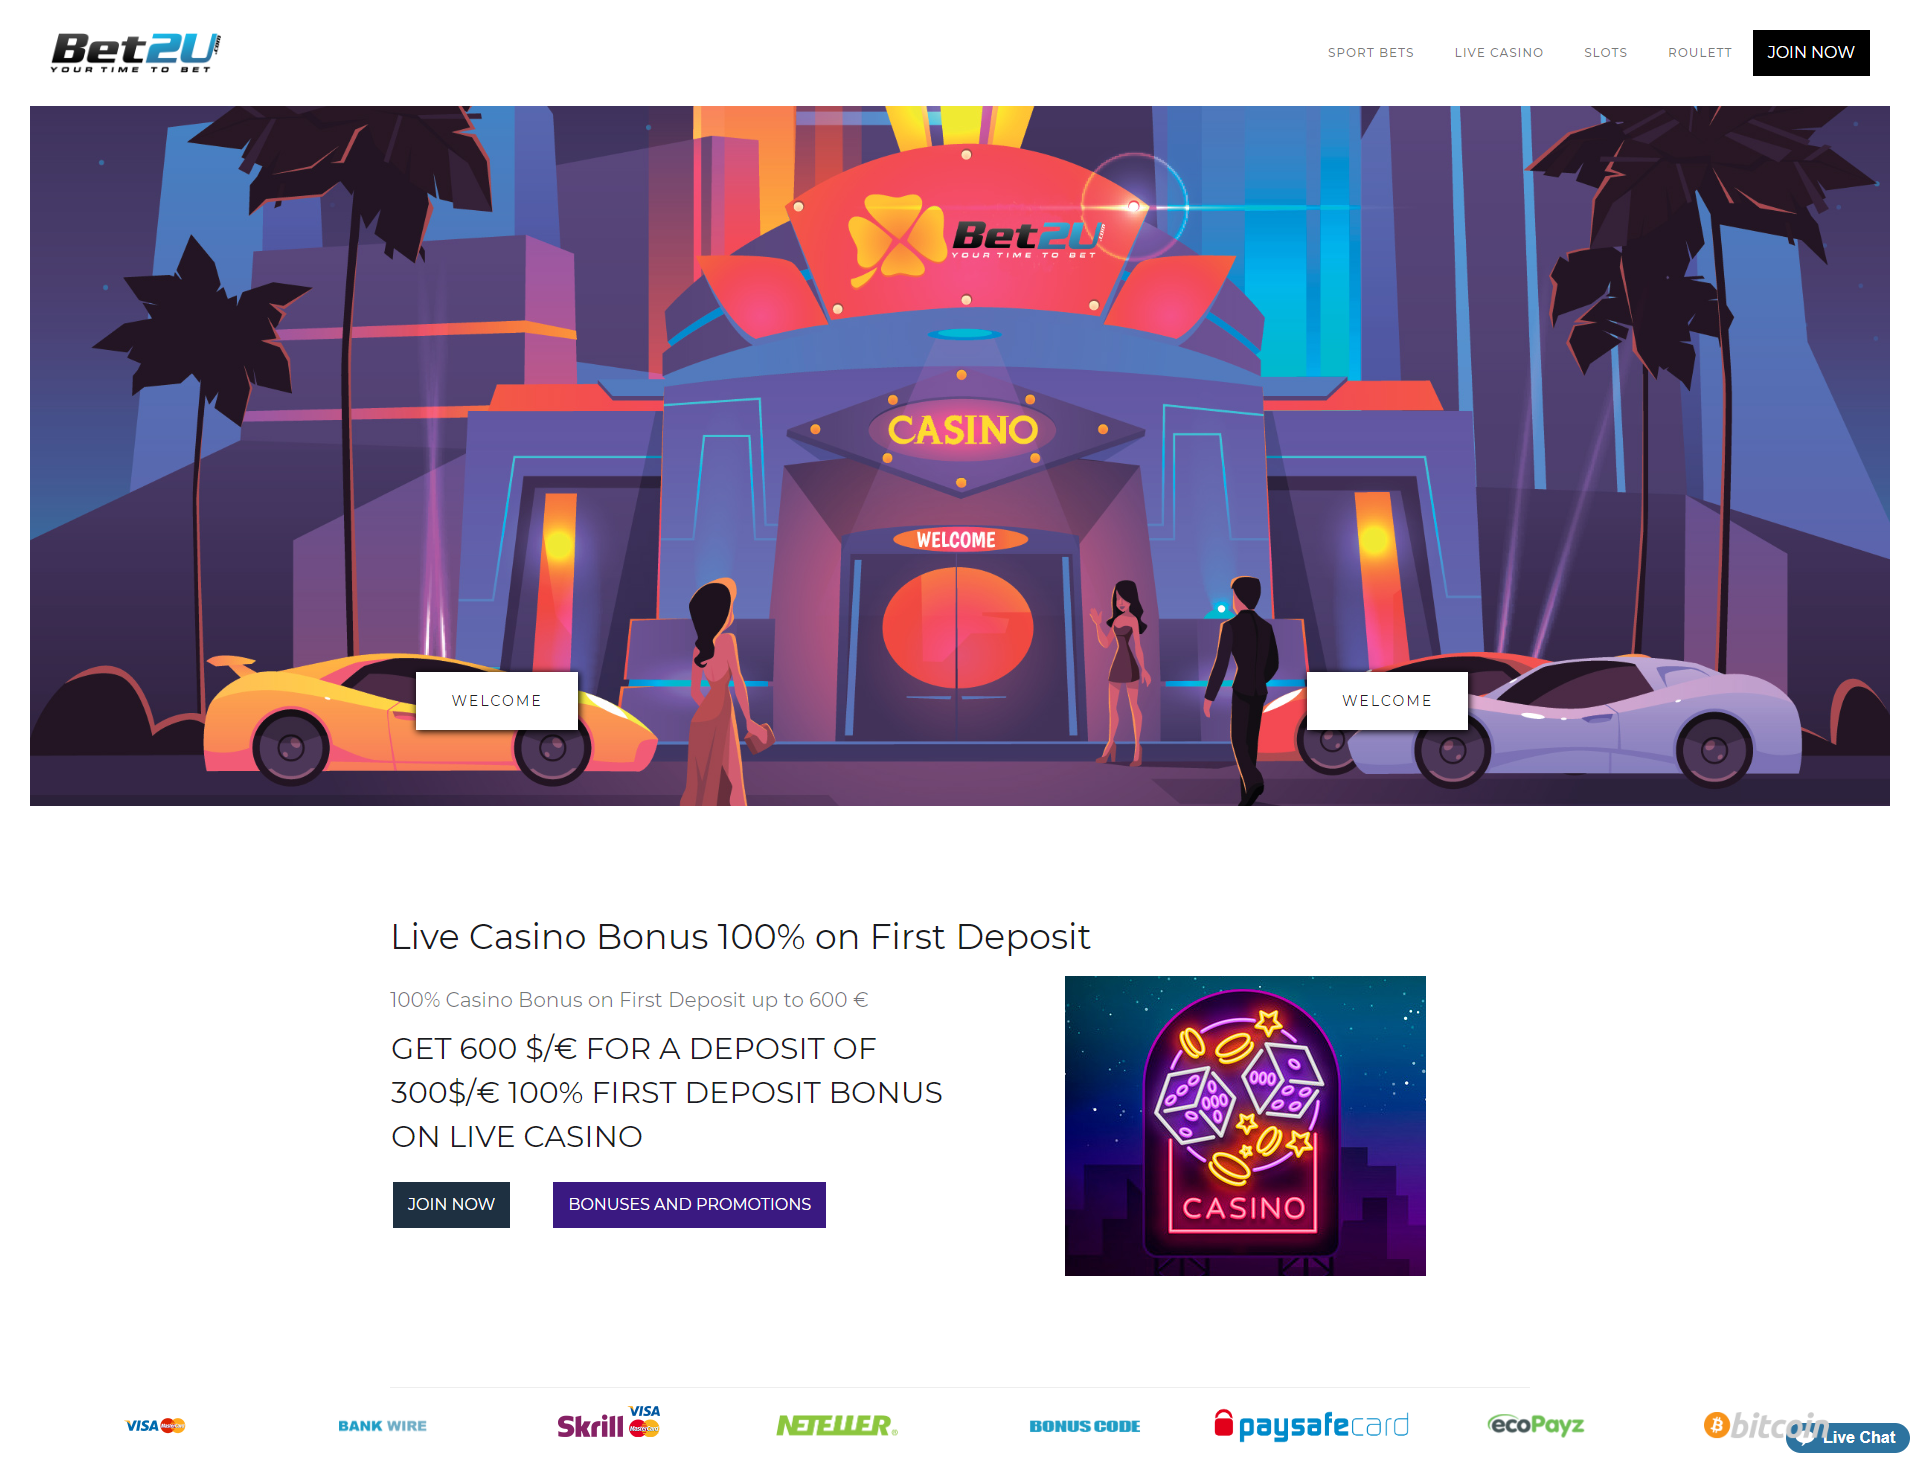 Bet2U
YOUR TIME TO BET
SPORT BETS
LIVE CASINO
SLOTS
ROULETT
JOIN NOW
Bet2U.com
YOUR TIME TO BET
CASINO
WELCOME
WELCOME
WELCOME
Live Casino Bonus 100% on First Deposit
100% Casino Bonus on First Deposit up to 600 €
GET 600 $/€ FOR A DEPOSIT OF
300$/€ 100% FIRST DEPOSIT BONUS
ON LIVE CASINO
JOIN NOW
BONUSES AND PROMOTIONS
CASINO
VISA MasterCard
BANK WIRE
Skrill VISA MasterCard
NETELLER®
BONUS CODE
paysafecard
ecoPayz
bitcoin
Live Chat